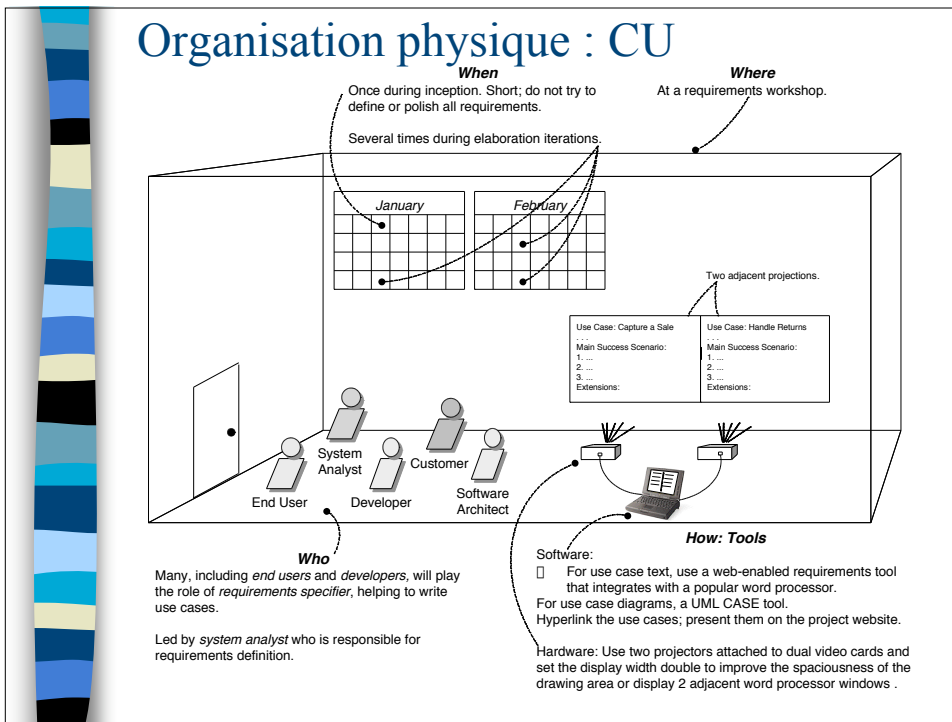 Organisation physique : CU
When
Once during inception. Short; do not try to
define or polish all requirements.
Several times during elaboration iterations.
Where
At a requirements workshop.
January
February
Two adjacent projections.
Use Case: Capture a Sale
. . .
Main Success Scenario:
1. ...
2. ...
3. ...
Extensions:
Use Case: Handle Returns
. . .
Main Success Scenario:
1. ...
2. ...
3. ...
Extensions:
System
Analyst
Customer
End User
Developer
Software
Architect
Who
Many, including end users and developers, will play
the role of requirements specifier, helping to write
use cases.
Led by system analyst who is responsible for
requirements definition.
How: Tools
Software:
▯ For use case text, use a web-enabled requirements tool
that integrates with a popular word processor.
For use case diagrams, a UML CASE tool.
Hyperlink the use cases; present them on the project website.
Hardware: Use two projectors attached to dual video cards and
set the display width double to improve the spaciousness of the
drawing area or display 2 adjacent word processor windows .